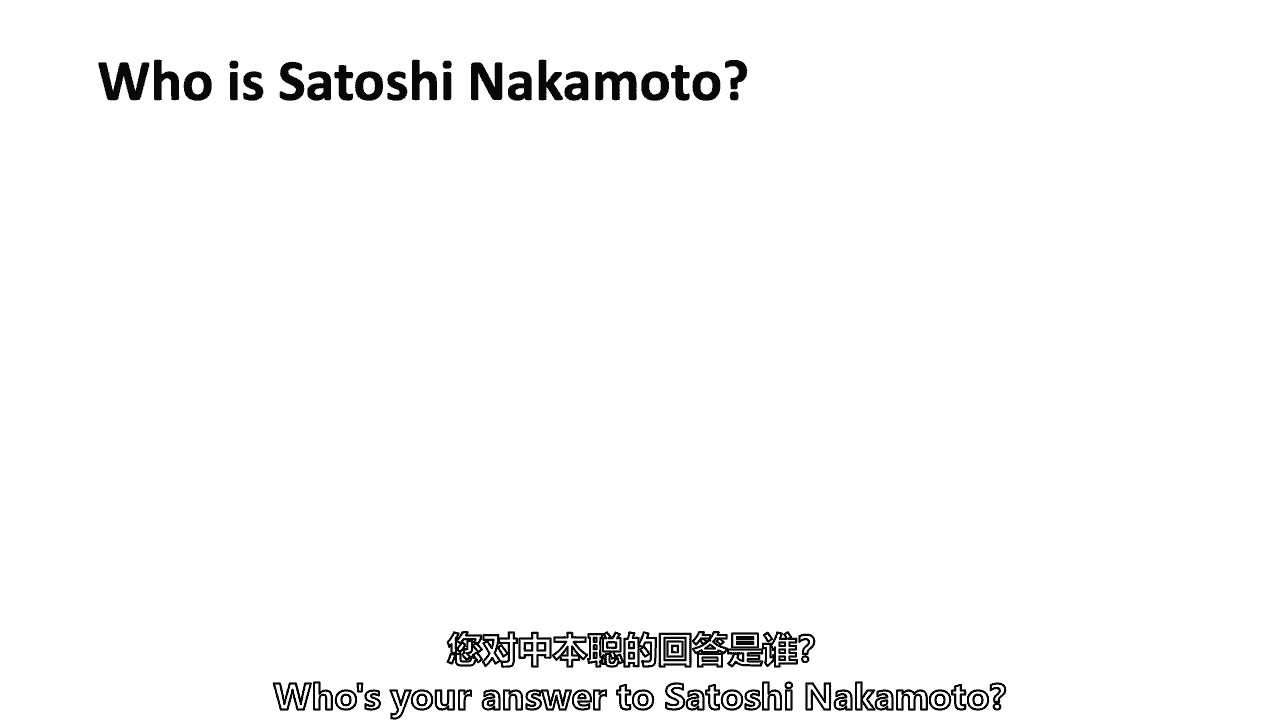 Who is Satoshi Nakamoto?
您对中本聪的回答是谁?
Who's your answer to Satoshi Nakamoto?